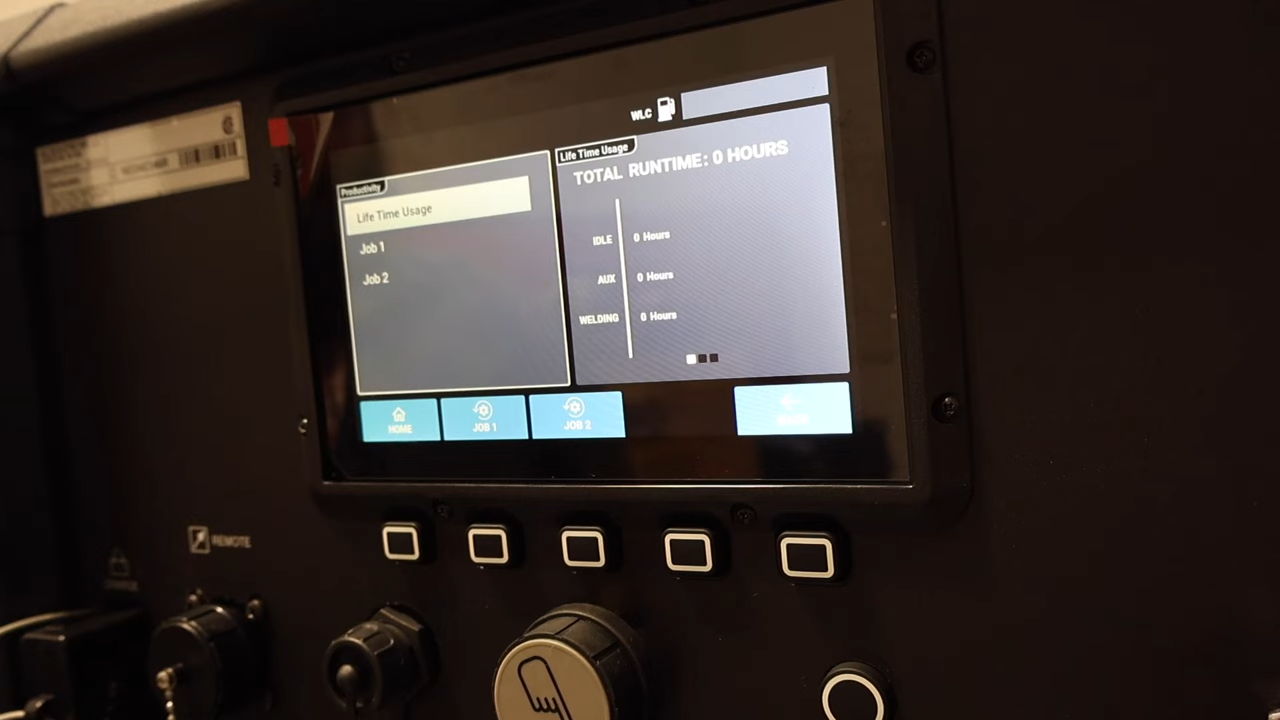 WLC
Productivity
Life Time Usage
Job 1
Job 2
Life Time Usage
TOTAL RUNTIME: 0 HOURS
IDLE 0 Hours
AUX 0 Hours
WELDING 0 Hours
HOME
JOB 1
JOB 2
REMOTE